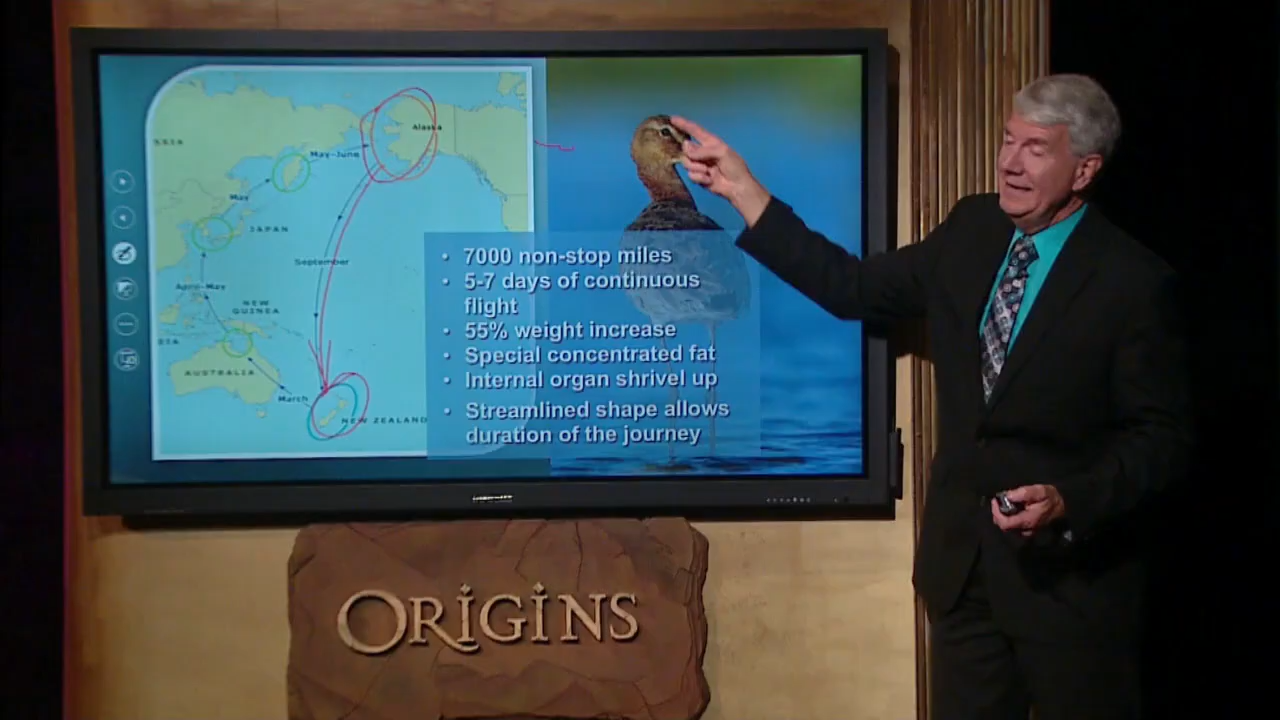 ASIA
Alaska
May-June
May
JAPAN
September
April-May
NEW
GUINEA
AUSTRALIA
March
NEW ZEALAND
• 7000 non-stop miles
• 5-7 days of continuous
flight
• 55% weight increase
• Special concentrated fat
• Internal organ shrivel up
• Streamlined shape allows
duration of the journey
ORIGINS